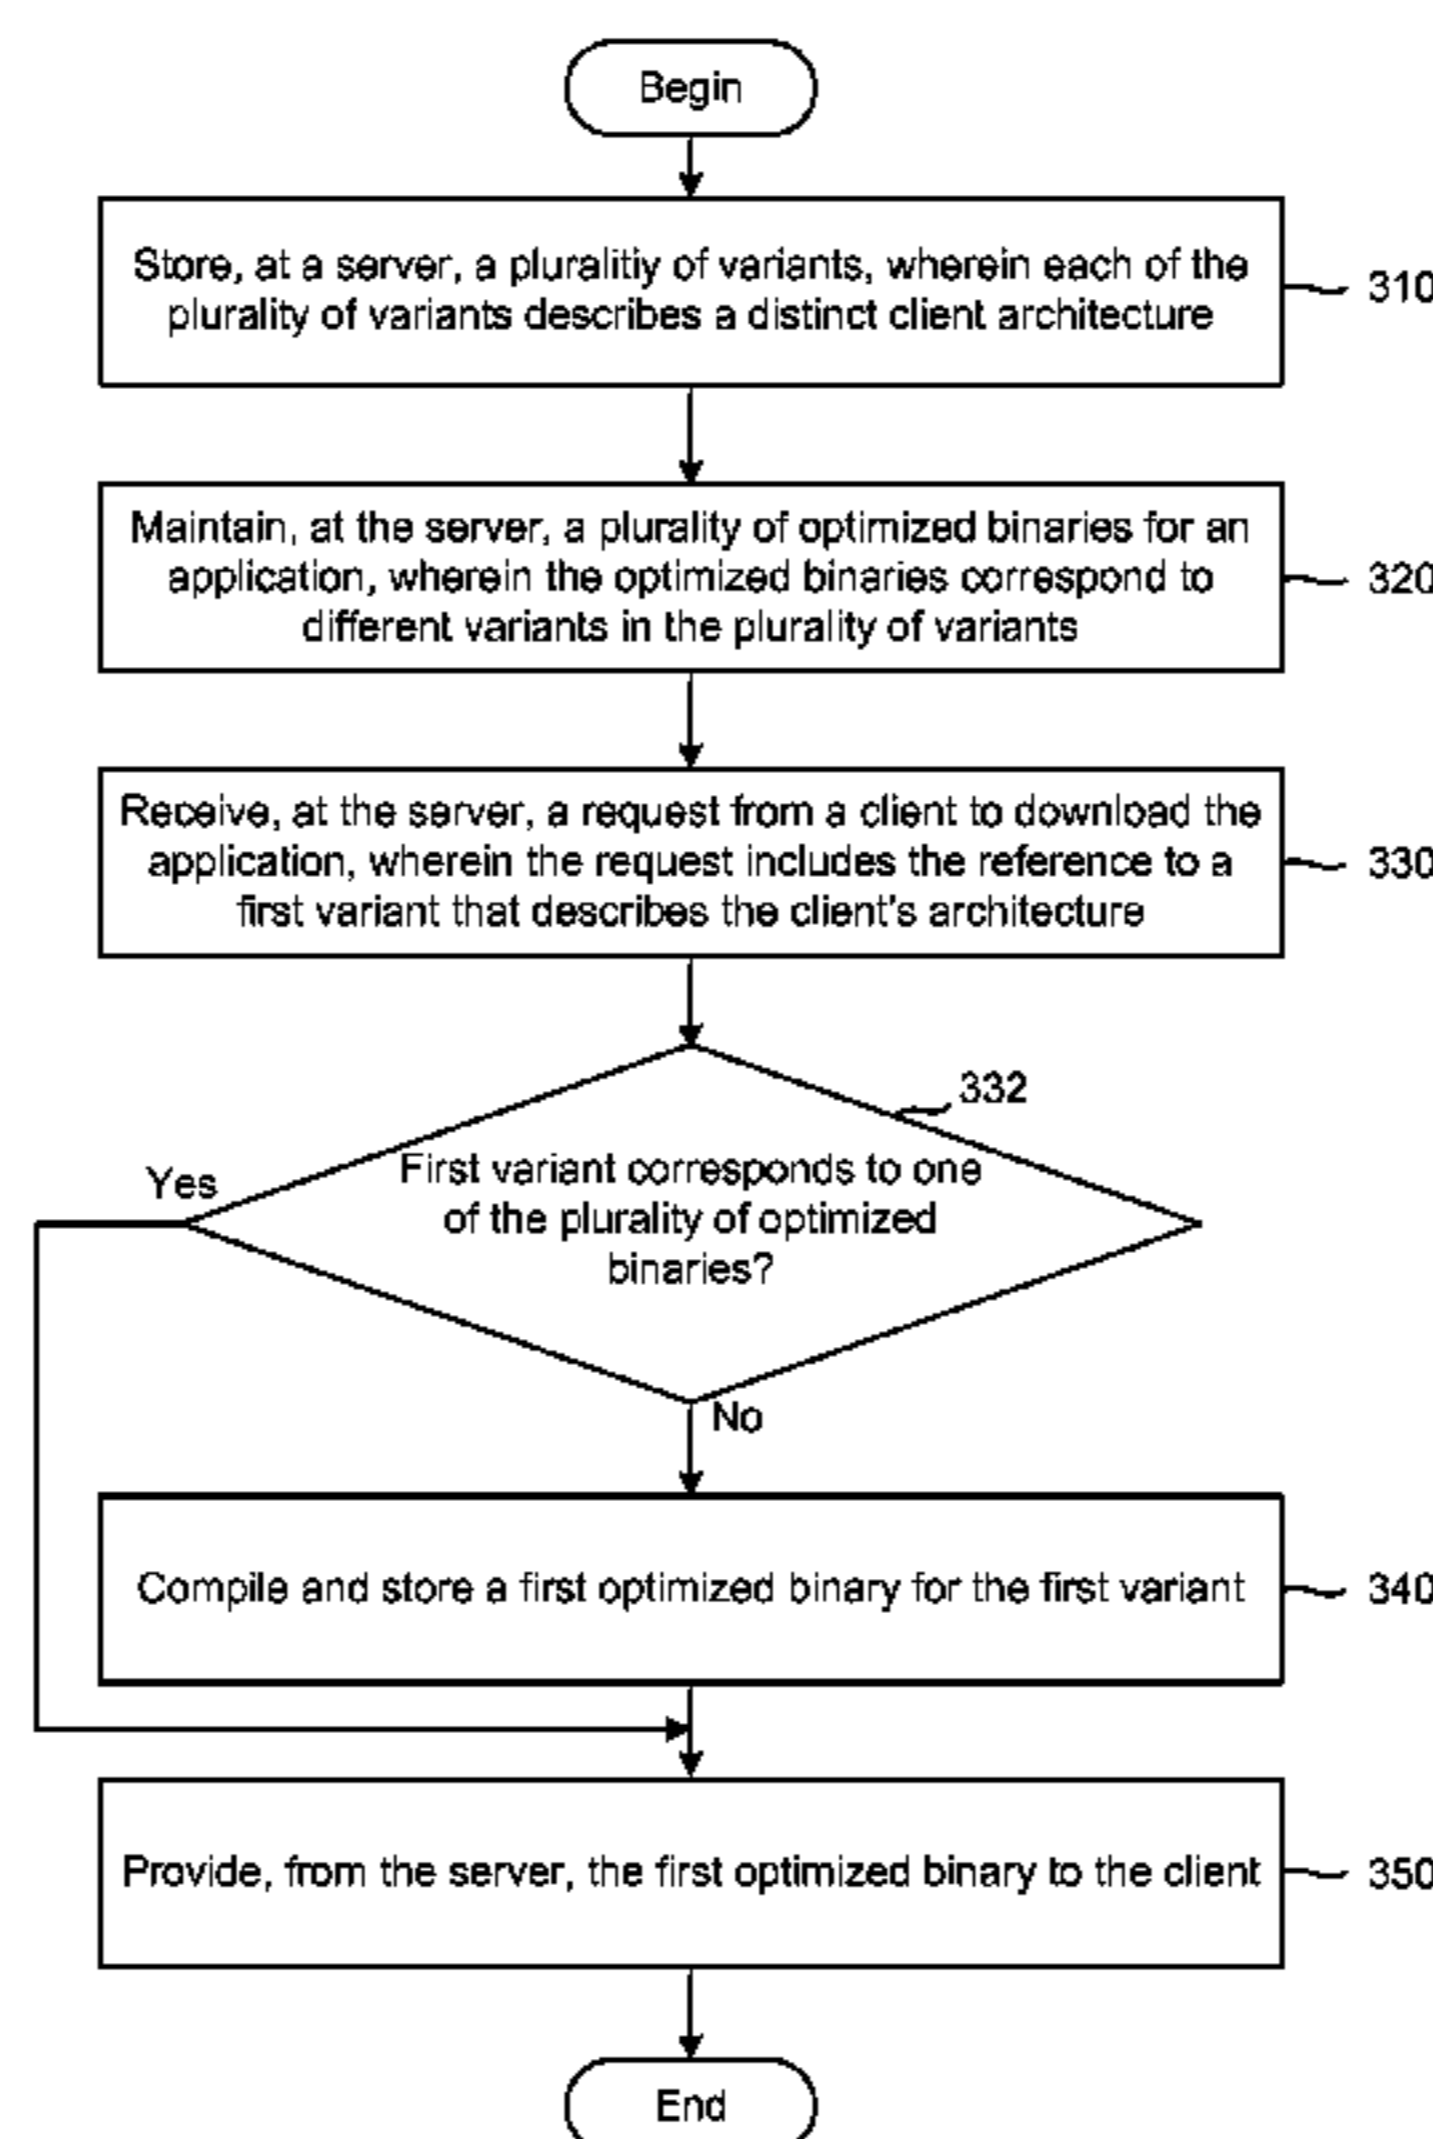 Begin
Store, at a server, a pluralitiy of variants, wherein each of the
plurality of variants describes a distinct client architecture
310
Maintain, at the server, a plurality of optimized binaries for an
application, wherein the optimized binaries correspond to
different variants in the plurality of variants
320
Receive, at the server, a request from a client to download the
application, wherein the request includes the reference to a
first variant that describes the client's architecture
330
332
Yes
First variant corresponds to one
of the plurality of optimized
binaries?
No
Compile and store a first optimized binary for the first variant
340
Provide, from the server, the first optimized binary to the client
350
End